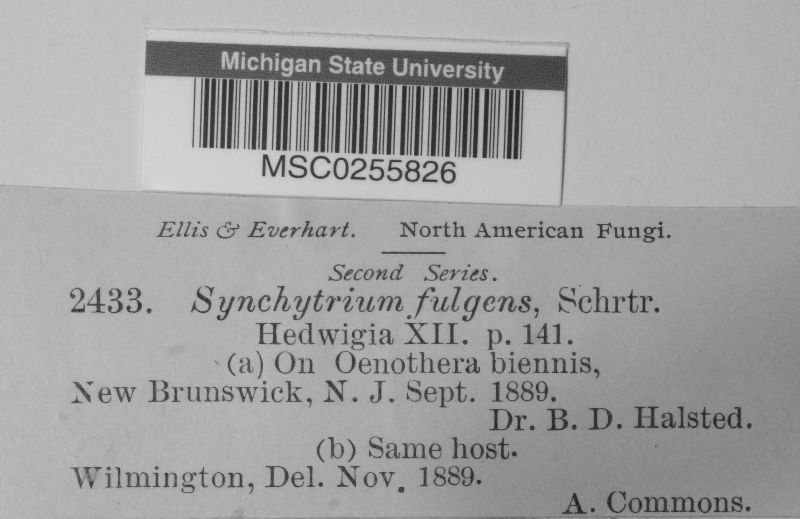 Michigan State University
MSC0255826
Ellis & Everhart. North American Fungi.
Second Series.
2433. Synchytrium fulgens, Schrtr.
Hedwigia XII. p. 141.
(a) On Oenothera biennis,
New Brunswick, N. J. Sept. 1889.
Dr. B. D. Halsted.
(b) Same host.
Wilmington, Del. Nov. 1889.
A. Commons.